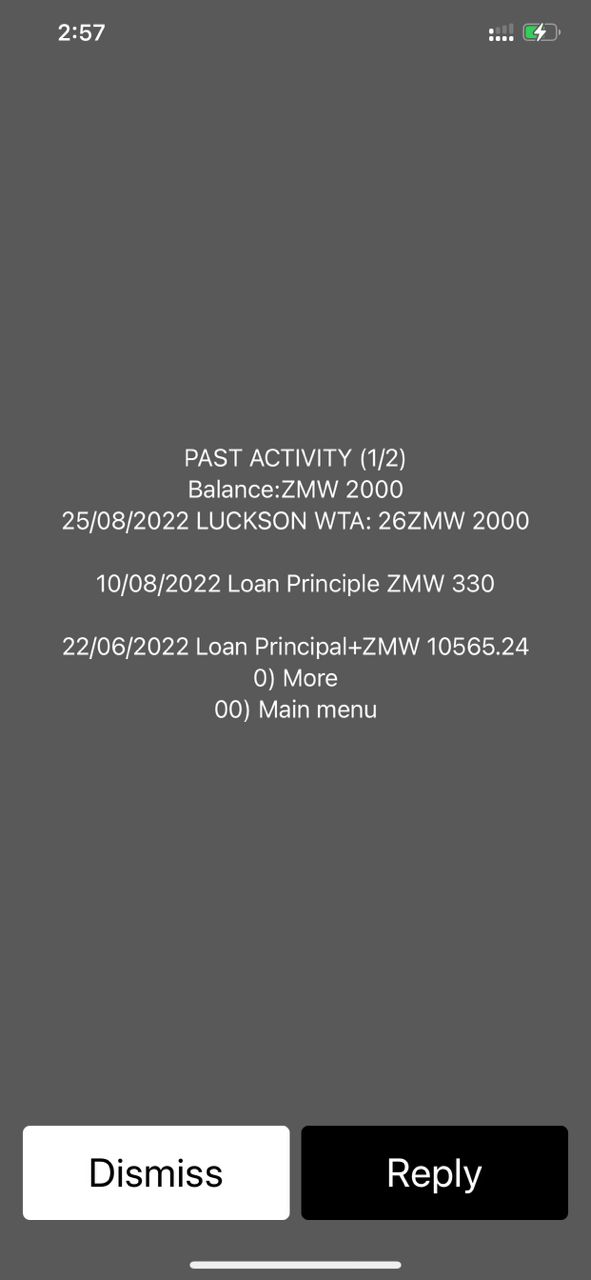 2:57
PAST ACTIVITY (1/2)
Balance:ZMW 2000
25/08/2022 LUCKSON WTA: 26ZMW 2000
10/08/2022 Loan Principle ZMW 330
22/06/2022 Loan Principal+ZMW 10565.24
0) More
00) Main menu
Dismiss
Reply